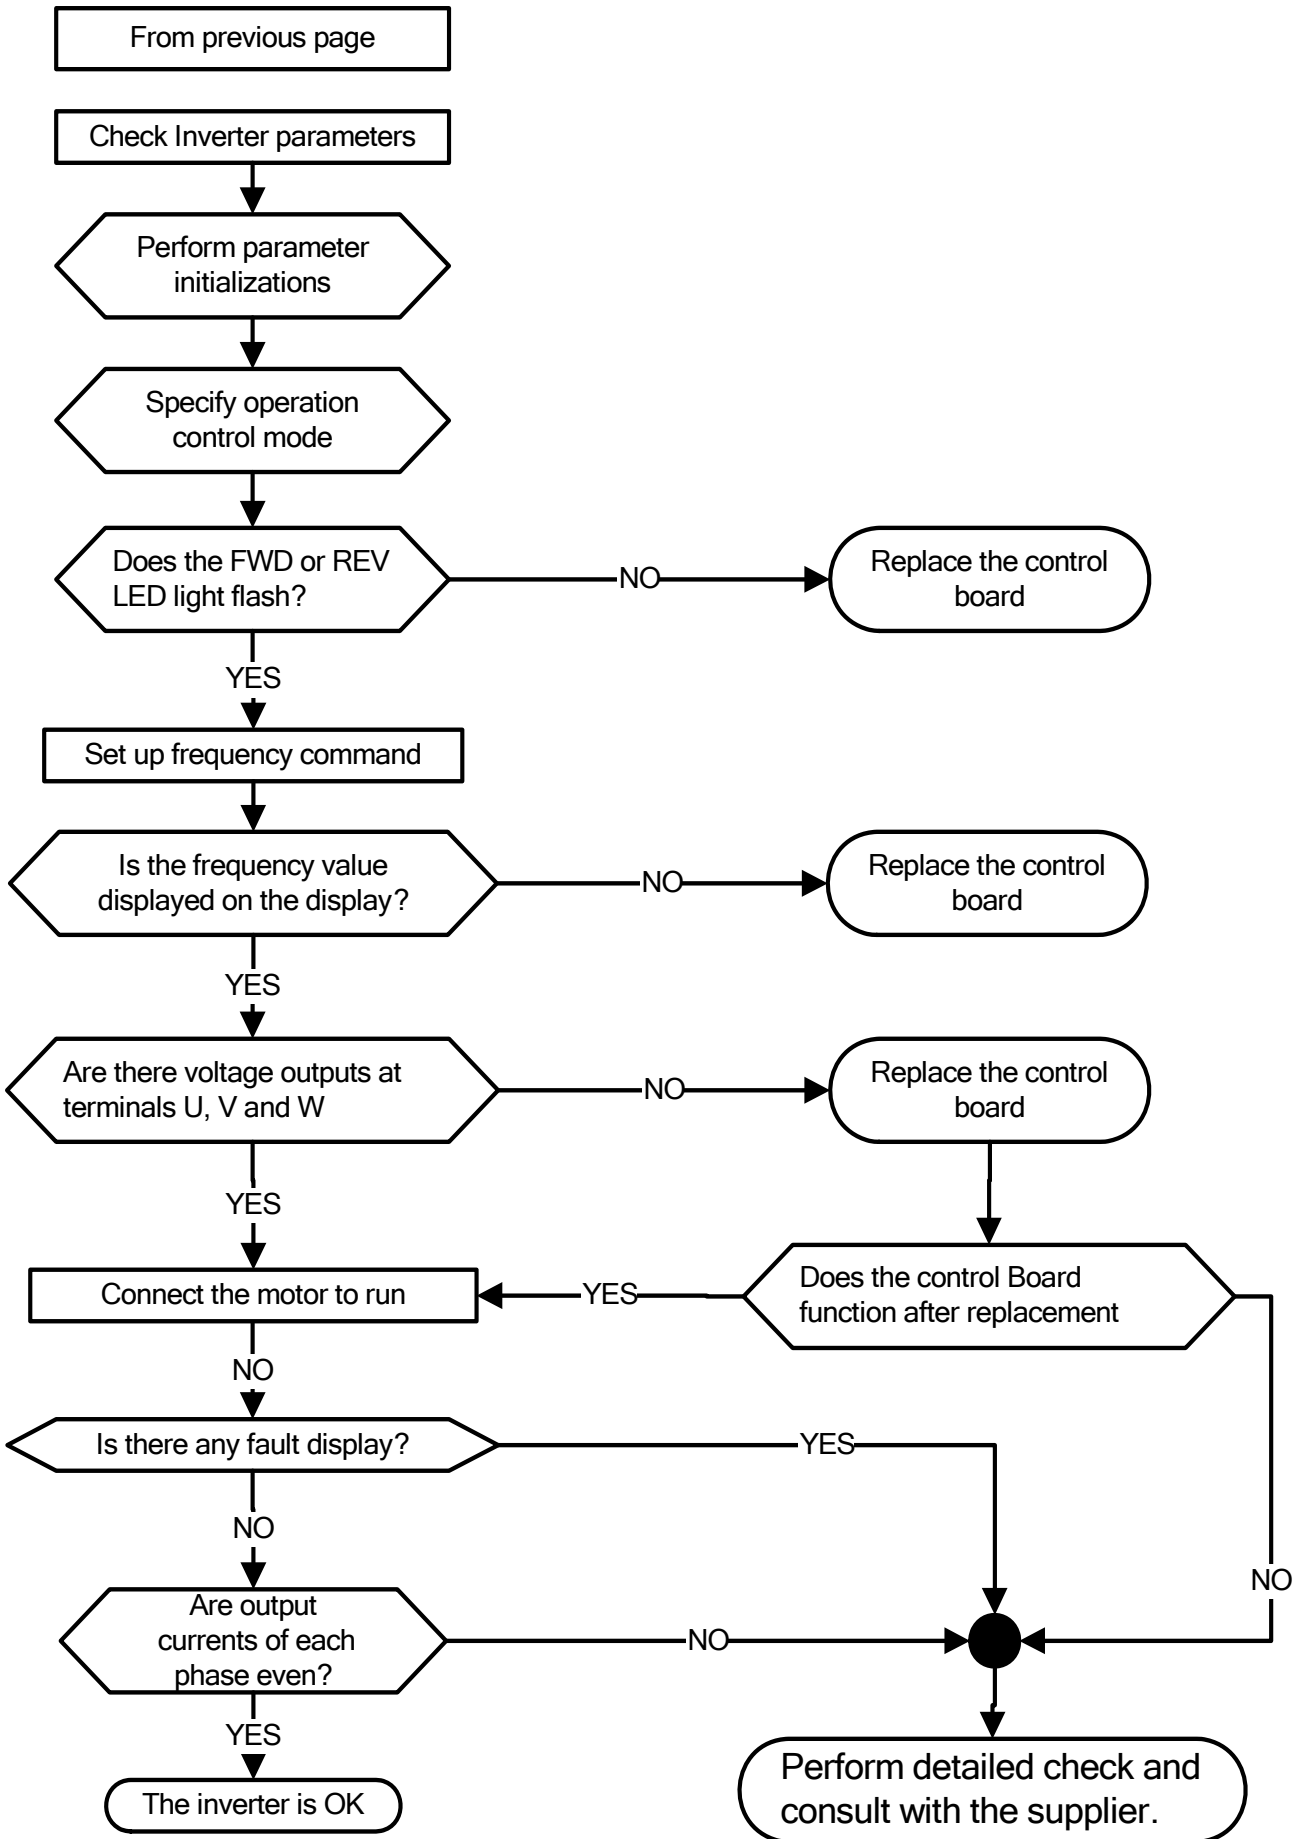 From previous page
Check Inverter parameters
Perform parameter
initializations
Specify operation
control mode
Does the FWD or REV
LED light flash?
NO
Replace the control
board
YES
Set up frequency command
Is the frequency value
displayed on the display?
NO
Replace the control
board
YES
Are there voltage outputs at
terminals U, V and W
NO
Replace the control
board
YES
Connect the motor to run
YES
Does the control Board
function after replacement
NO
Is there any fault display?
YES
NO
NO
Are output
currents of each
phase even?
NO
YES
The inverter is OK
Perform detailed check and
consult with the supplier.